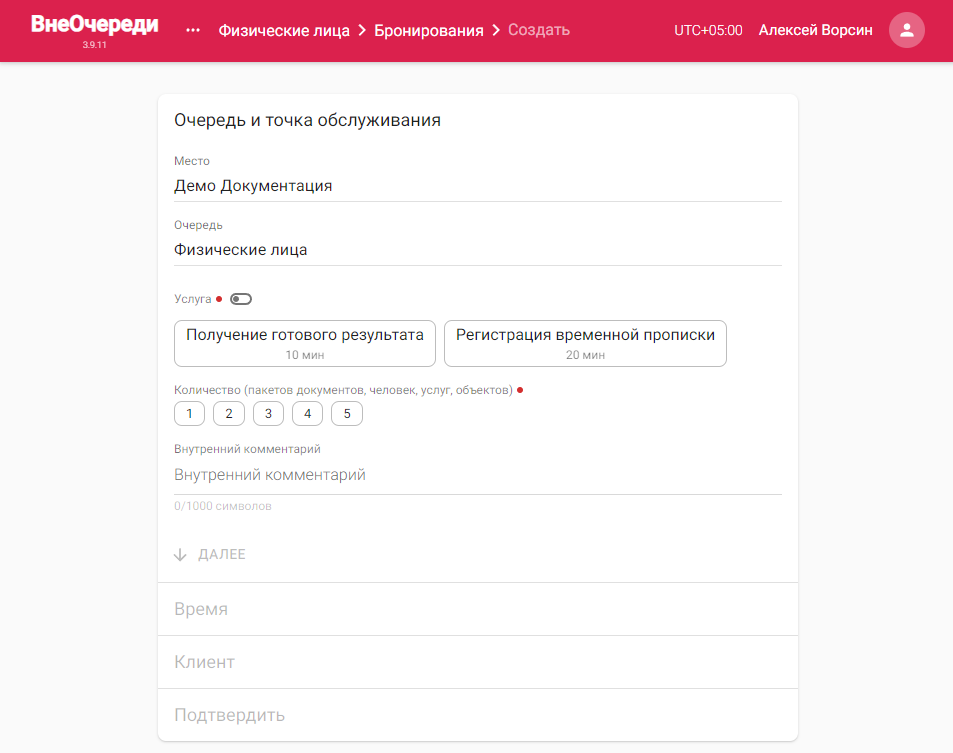 ВнеОчереди
3.9.11
... Физические лица > Бронирования > Создать
UTC+05:00 Алексей Ворсин
Очередь и точка обслуживания
Место
Демо Документация
Очередь
Физические лица
Услуга
Получение готового результата
10 мин
Регистрация временной прописки
20 мин
Количество (пакетов документов, человек, услуг, объектов)
1 2 3 4 5
Внутренний комментарий
Внутренний комментарий
0/1000 символов
ДАЛЕЕ
Время
Клиент
Подтвердить